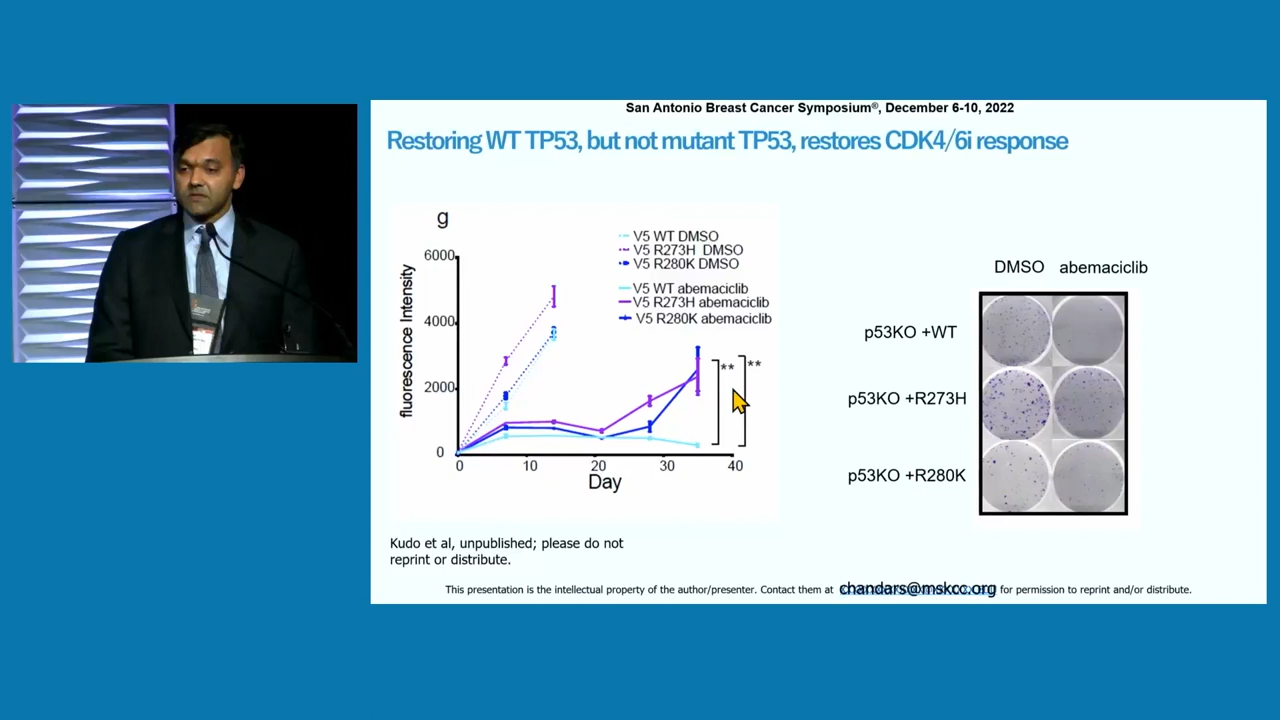 San Antonio Breast Cancer Symposium®, December 6-10, 2022
Restoring WT TP53, but not mutant TP53, restores CDK4/6i response
g
V5 WT DMSO
V5 R273H DMSO
V5 R280K DMSO
V5 WT abemaciclib
V5 R273H abemaciclib
V5 R280K abemaciclib
fluorescence Intensity
6000
4000
2000
0
0 10 20 30 40
Day
**
**
DMSO abemaciclib
p53KO +WT
p53KO +R273H
p53KO +R280K
Kudo et al, unpublished; please do not
reprint or distribute.
This presentation is the intellectual property of the author/presenter. Contact them at chandars@mskcc.org for permission to reprint and/or distribute.